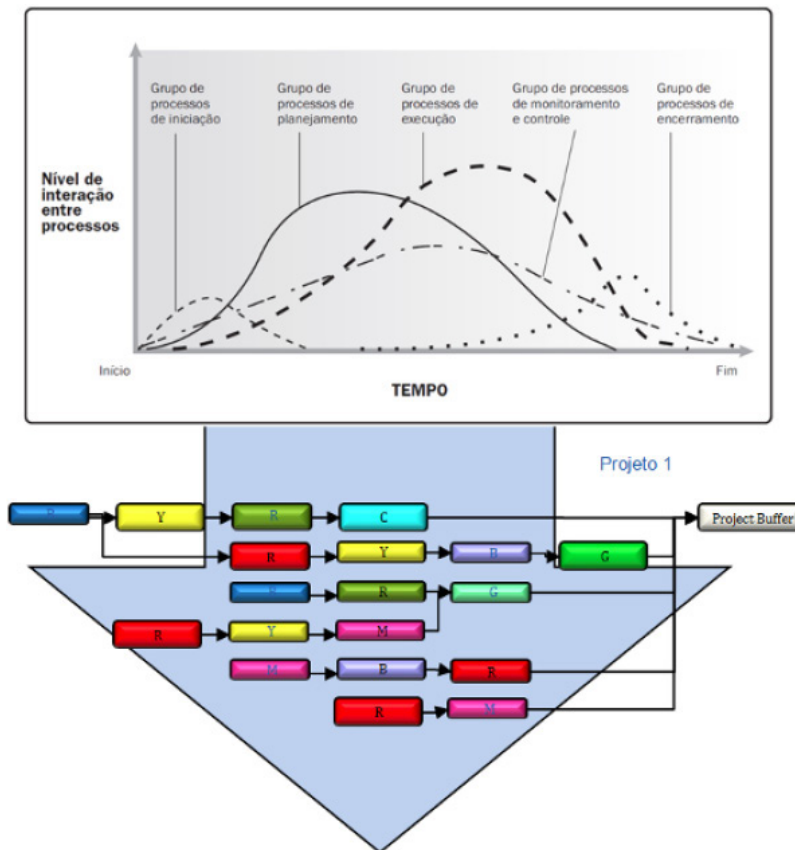 Grupo de
processos
de iniciação
Grupo de
processos de
planejamento
Grupo de
processos de
execução
Grupo de processos
de monitoramento
e controle
Grupo de
processos de
encerramento
Nível de
interação
entre
processos
Início
Fim
TEMPO
Projeto 1
Y
R
C
Project Buffer
R
Y
B
G
R
G
R
Y
M
M
B
R
R
M